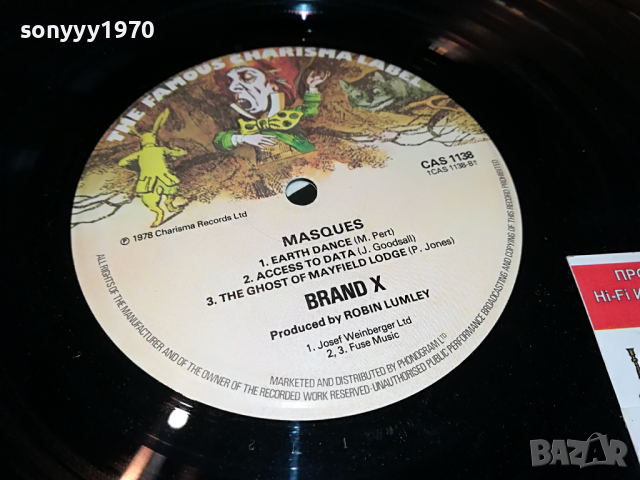 sonyyy1970
THE FAMOUS CHARISMA LABEL
CAS 1138
†CAS 1138-B†
℗ 1978 Charisma Records Ltd
MASQUES
1. EARTH DANCE (M. Pert)
2. ACCESS TO DATA (J. Goodsall)
3. THE GHOST OF MAYFIELD LODGE (P. Jones)
BRAND X
Produced by ROBIN LUMLEY
1. Josef Weinberger Ltd
2, 3. Fuse Music
MARKETED AND DISTRIBUTED BY PHONOGRAM LTD
ALL RIGHTS OF THE MANUFACTURER AND OF THE OWNER OF THE RECORDED WORK RESERVED-UNAUTHORISED PUBLIC PERFORMANCE BROADCASTING AND COPYING OF THIS RECORD PROHIBITED
ПРО
Hi-Fi И
BAZAR